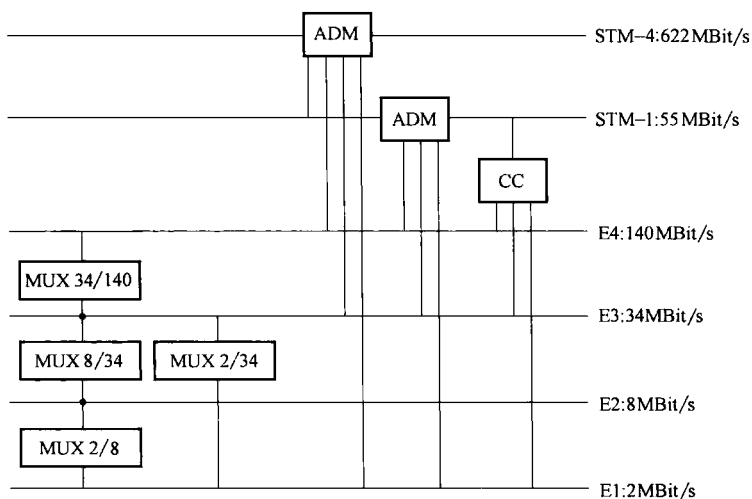 ADM
STM-4:622MBit/s
STM-1:55MBit/s
ADM
CC
E4:140MBit/s
MUX 34/140
E3:34MBit/s
MUX 8/34
MUX 2/34
E2:8MBit/s
MUX 2/8
E1:2MBit/s